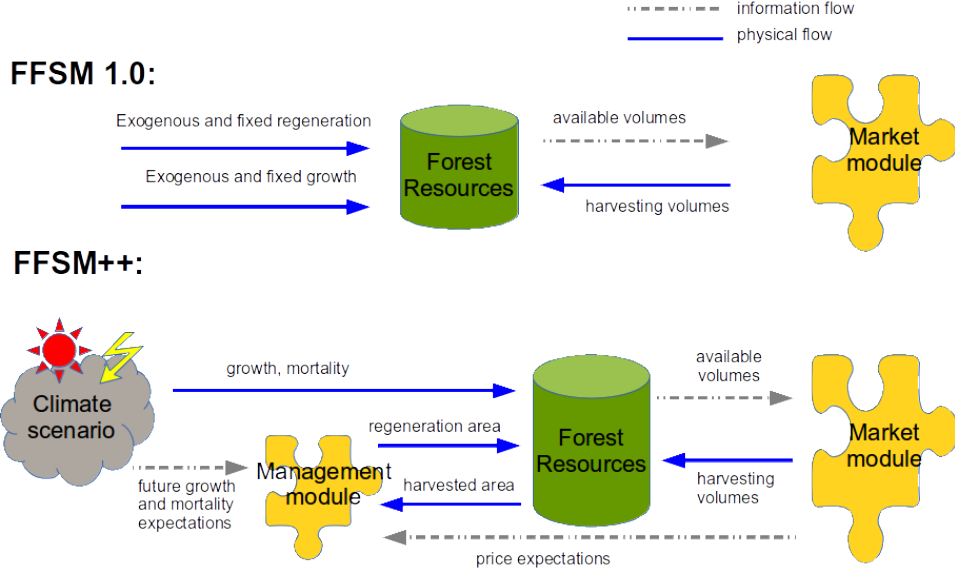 information flow
physical flow
FFSM 1.0:
Exogenous and fixed regeneration
Exogenous and fixed growth
Forest
Resources
available volumes
harvesting volumes
Market
module
FFSM++:
Climate
scenario
growth, mortality
regeneration area
harvested area
future growth
and mortality
expectations
Management
module
Forest
Resources
available
volumes
harvesting
volumes
Market
module
price expectations